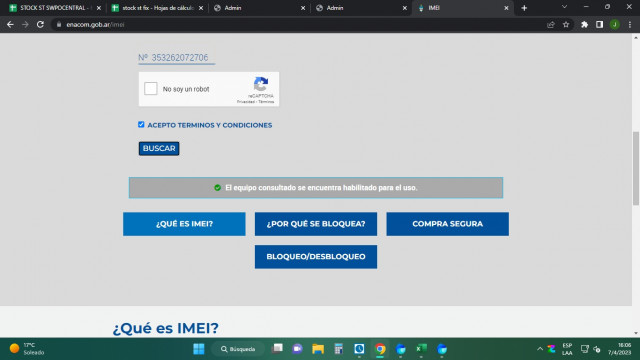 STOCK ST SWPOCENTRAL -
stock st fix - Hojas de cálculo
Admin
Admin
IMEI
enacom.gob.ar/imei
Nº 353262072706
No soy un robot
reCAPTCHA
Privacidad - Términos
ACEPTO TERMINOS Y CONDICIONES
BUSCAR
El equipo consultado se encuentra habilitado para el uso.
¿QUÉ ES IMEI?
¿POR QUÉ SE BLOQUEA?
COMPRA SEGURA
BLOQUEO/DESBLOQUEO
¿Qué es IMEI?
17°C
Soleado
Búsqueda
ESP
LAA
16:06
7/4/2023